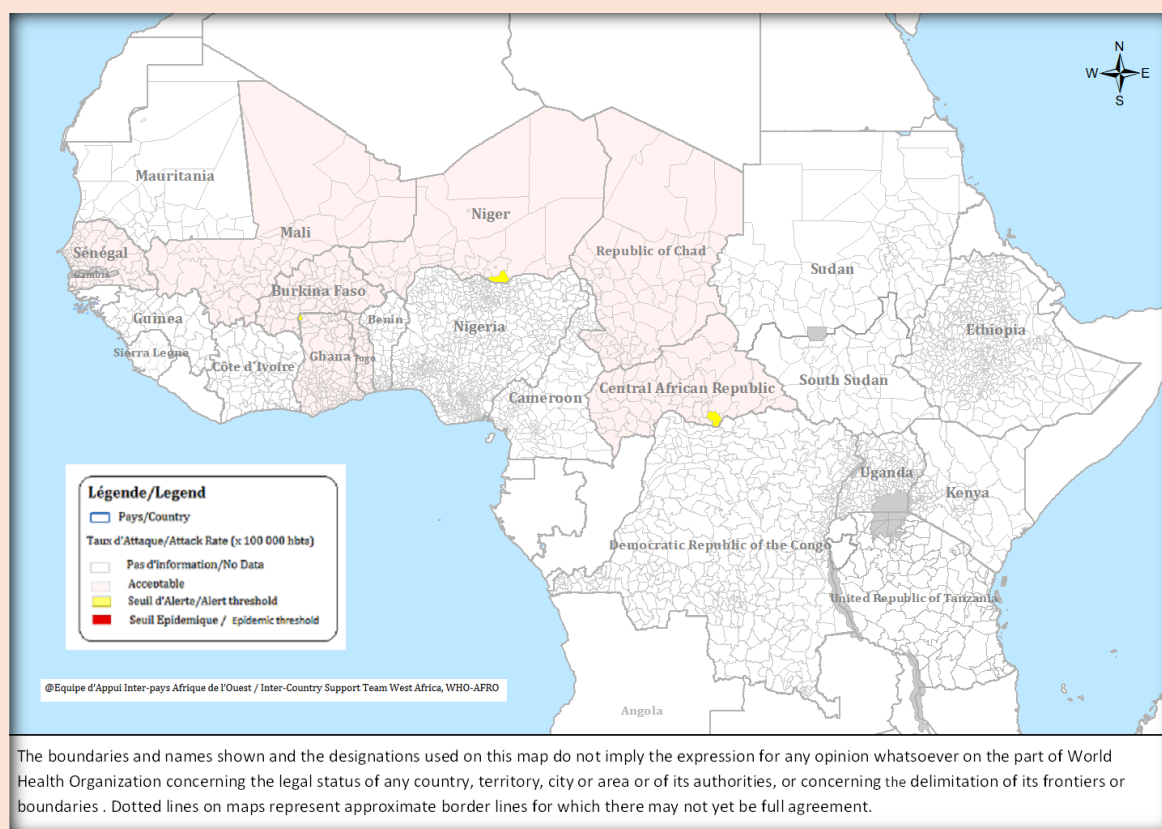 N
W E
S
Mauritania
Mali
Niger
Republic of Chad
Sudan
Sénégal
Gambia
Burkina Faso
Guinea
Benin
Nigeria
Ethiopia
Sierra Leone
Côte d'Ivoire
Ghana
Togo
Cameroon
Central African Republic
South Sudan
Uganda
Kenya
Democratic Republic of the Congo
United Republic of Tanzania
Angola
Légende/Legend
Pays/Country
Taux d'Attaque/Attack Rate (x 100 000 hbts)
Pas d'information/No Data
Acceptable
Seuil d'Alerte/Alert threshold
Seuil Epidemique / Epidemic threshold
@Equipe d'Appui Inter-pays Afrique de l'Ouest / Inter-Country Support Team West Africa, WHO-AFRO
The boundaries and names shown and the designations used on this map do not imply the expression for any opinion whatsoever on the part of World
Health Organization concerning the legal status of any country, territory, city or area or of its authorities, or concerning the delimitation of its frontiers or
boundaries . Dotted lines on maps represent approximate border lines for which there may not yet be full agreement.